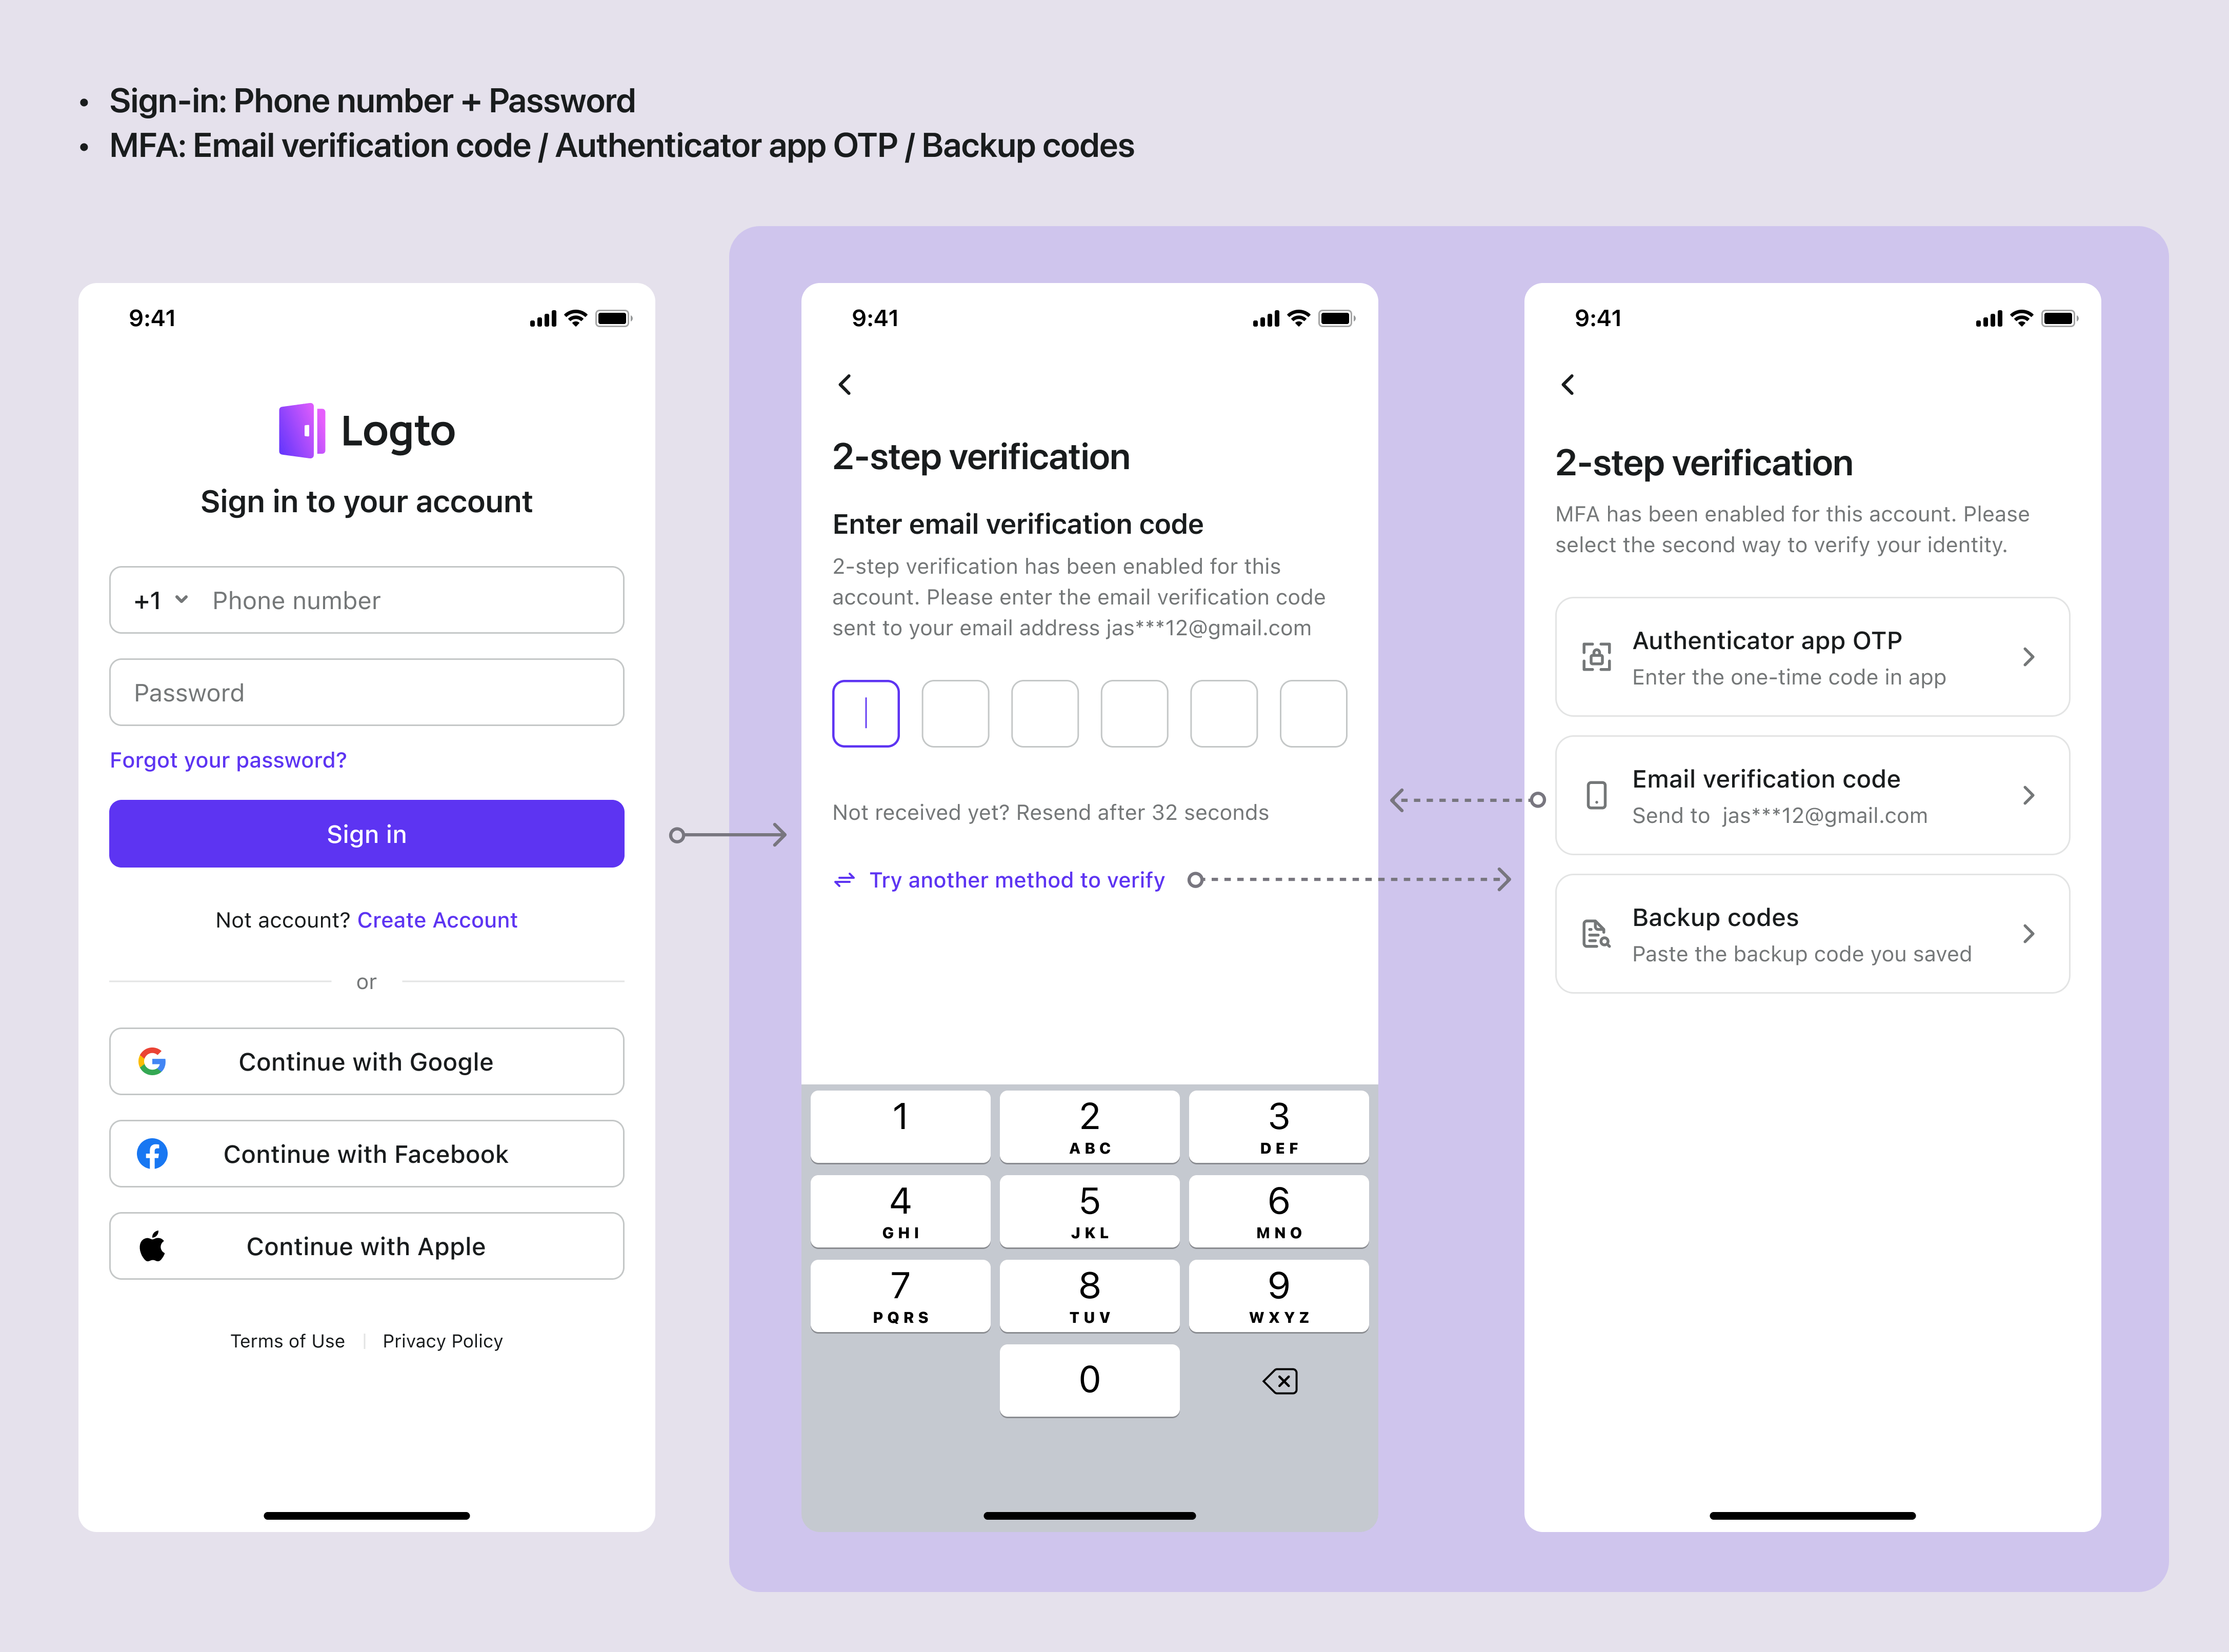 • Sign-in: Phone number + Password
• MFA: Email verification code / Authenticator app OTP / Backup codes
9:41
Logto
Sign in to your account
+1 Phone number
Password
Forgot your password?
Sign in
Not account? Create Account
or
Continue with Google
Continue with Facebook
Continue with Apple
Terms of Use | Privacy Policy
9:41
2-step verification
Enter email verification code
2-step verification has been enabled for this
account. Please enter the email verification code
sent to your email address jas***12@gmail.com
Not received yet? Resend after 32 seconds
Try another method to verify
1 2 3
ABC DEF
4 5 6
GHI JKL MNO
7 8 9
PQRS TUV WXYZ
0
9:41
2-step verification
MFA has been enabled for this account. Please
select the second way to verify your identity.
Authenticator app OTP
Enter the one-time code in app
Email verification code
Send to jas***12@gmail.com
Backup codes
Paste the backup code you saved